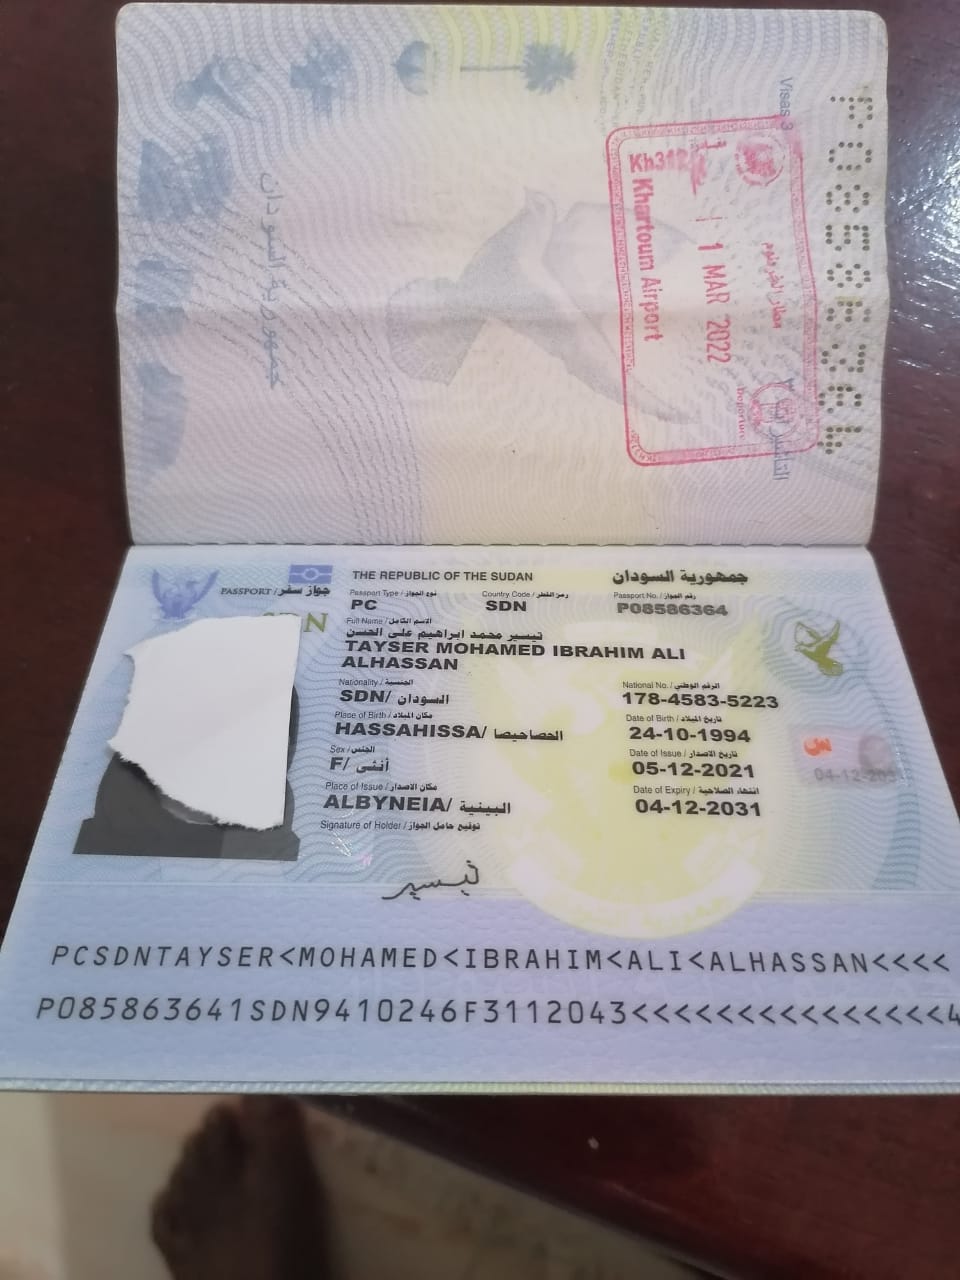 P08586364
Visas 3
Kh312
1 MAR 2022
Khartoum Airport
مطار الخرطوم
Departure
جمهورية السودان
THE REPUBLIC OF THE SUDAN
جمهورية السودان
PASSPORT / جواز سفر
Passport Type / نوع الجواز
Country Code / رمز القطر
Passport No. / رقم الجواز
PC
SDN
P08586364
Full Name / الاسم الكامل
تيسير محمد ابراهيم على الحسن
TAYSER MOHAMED IBRAHIM ALI
ALHASSAN
Nationality / الجنسية
National No. / الرقم الوطني
SDN/ السودان
178-4583-5223
Place of Birth / مكان الميلاد
Date of Birth / تاريخ الميلاد
HASSAHISSA/ الحصاحيصا
24-10-1994
Sex / الجنس
Date of Issue / تاريخ الاصدار
F/ أنثى
05-12-2021
Place of Issue / مكان الاصدار
Date of Expiry / انتهاء الصلاحية
ALBYNEIA/ البينية
04-12-2031
Signature of Holder / توقيع حامل الجواز
تيسير
PCSDNTAYSER<MOHAMED<IBRAHIM<ALI<ALHASSAN<<<<
P085863641SDN9410246F3112043<<<<<<<<<<<<<<<4